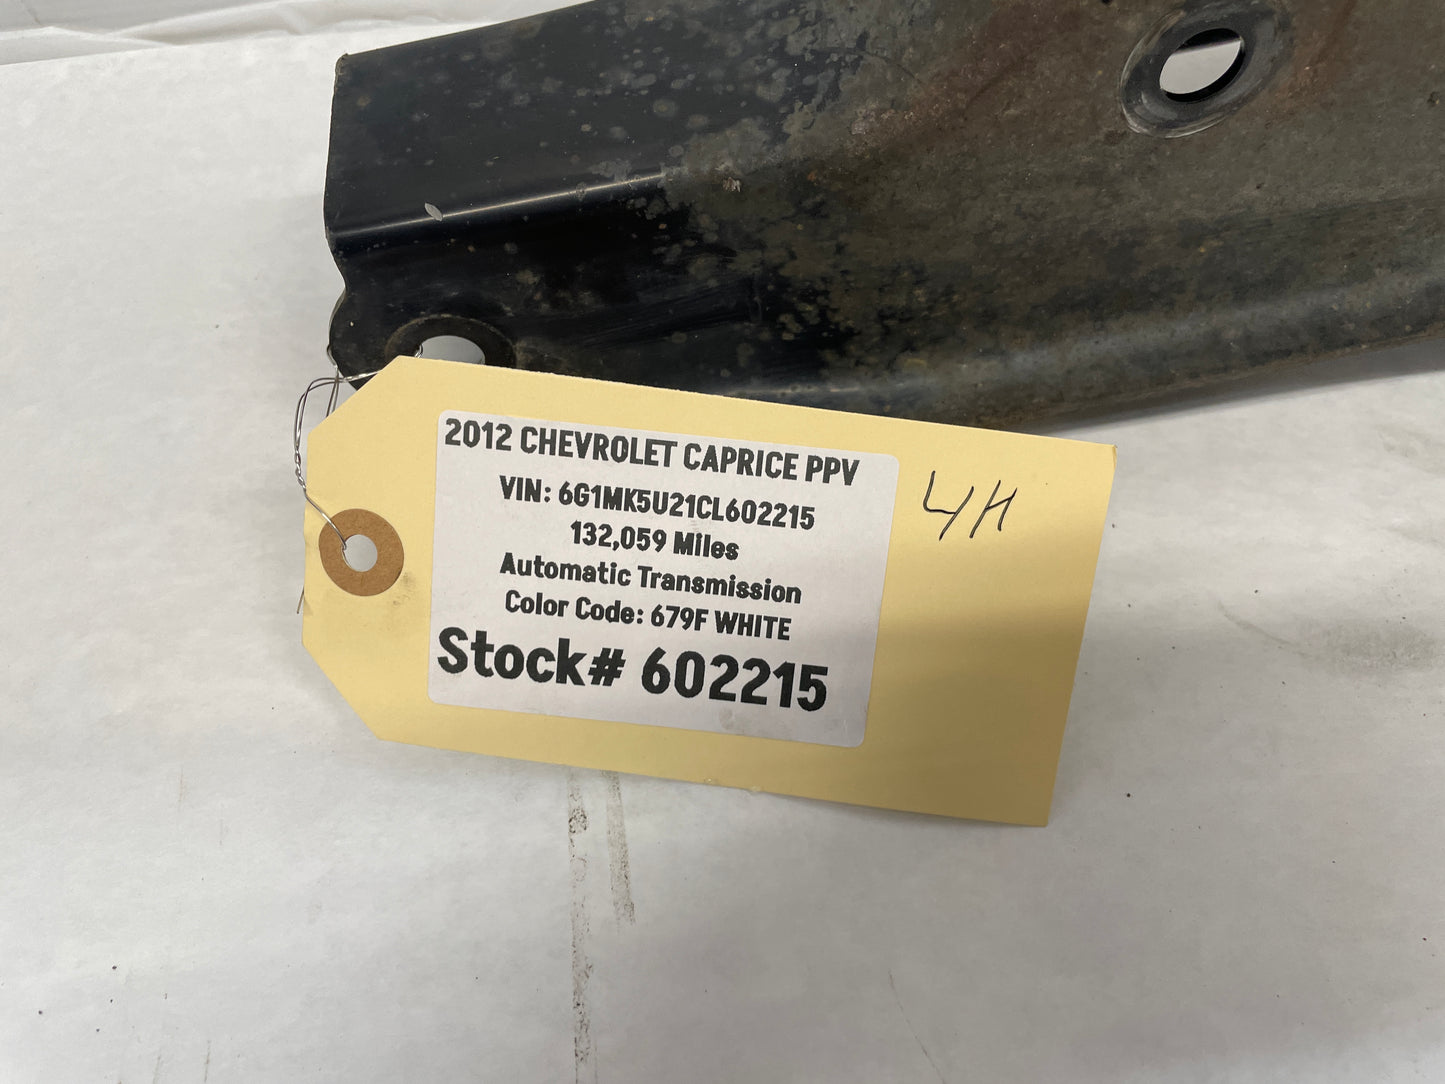 2012 CHEVROLET CAPRICE PPV
VIN: 6G1MK5U21CL602215
132,059 Miles
Automatic Transmission
Color Code: 679F WHITE
Stock# 602215
4H